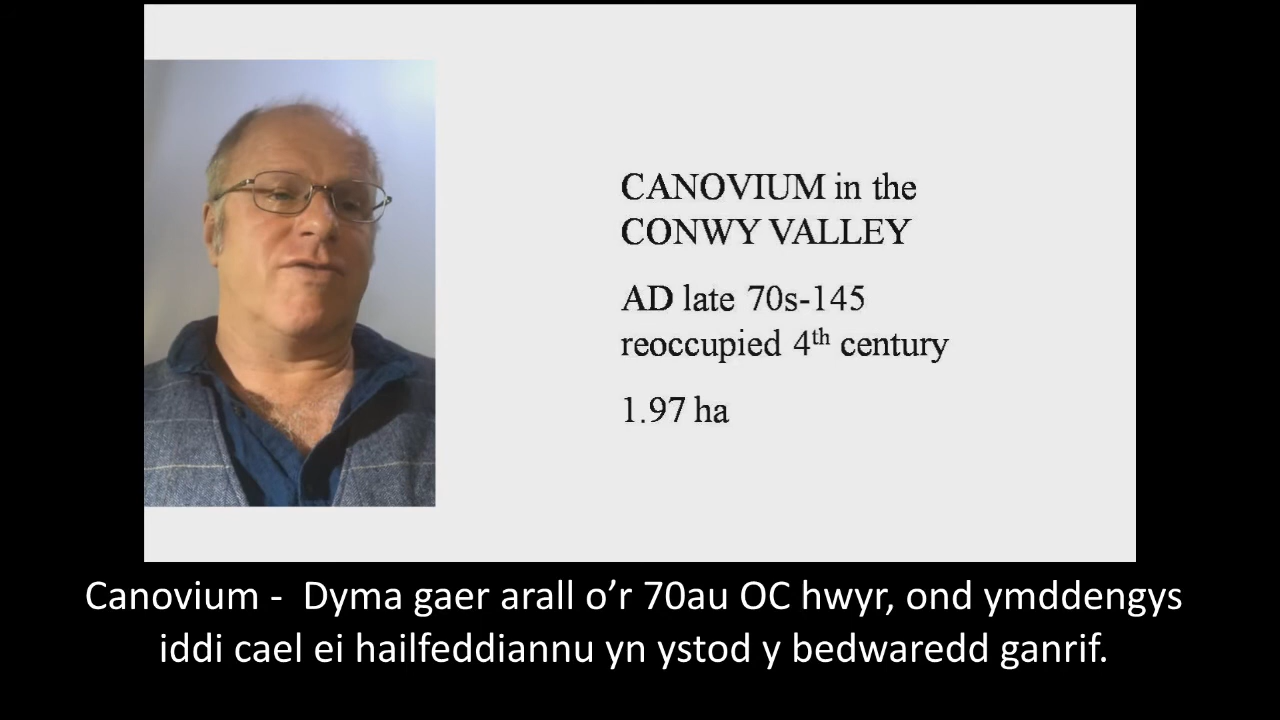 CANOVIUM in the
CONWY VALLEY
AD late 70s-145
reoccupied 4th century
1.97 ha
Canovium -  Dyma gaer arall o’r 70au OC hwyr, ond ymddengys
iddi cael ei hailfeddiannu yn ystod y bedwaredd ganrif.